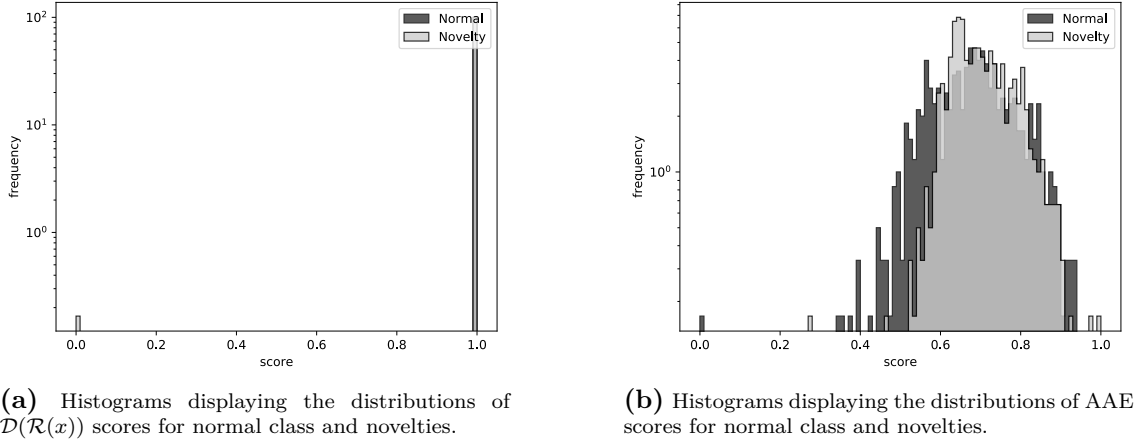 10²
10¹
10⁰
frequency
Normal
Novelty
0.0 0.2 0.4 0.6 0.8 1.0
score
(a) Histograms displaying the distributions of
D(R(x)) scores for normal class and novelties.
10⁰
frequency
Normal
Novelty
0.0 0.2 0.4 0.6 0.8 1.0
score
(b) Histograms displaying the distributions of AAE
scores for normal class and novelties.